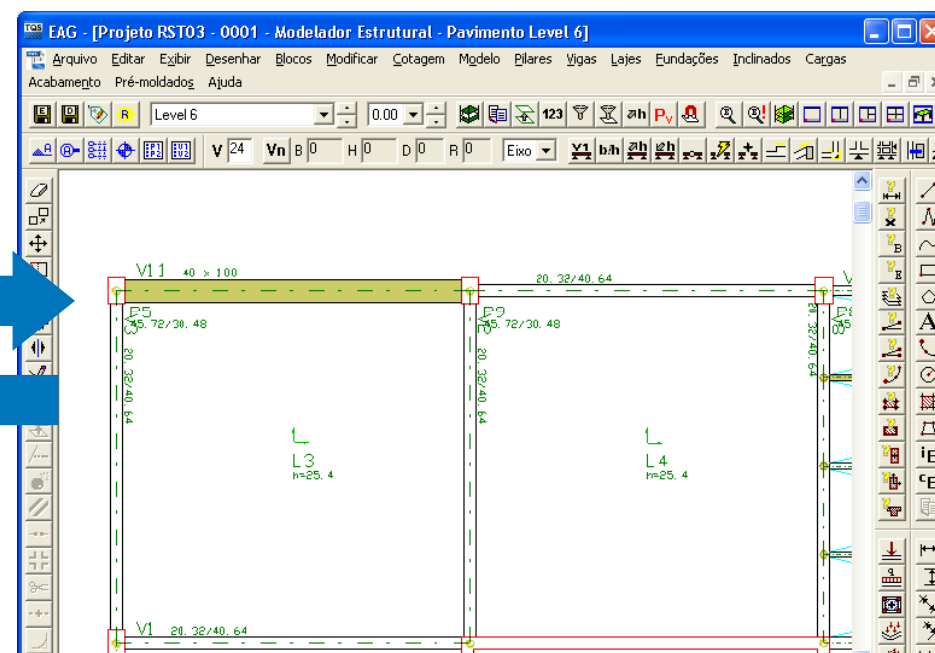 TQS EAG - [Projeto RST03 - 0001 - Modelador Estrutural - Pavimento Level 6]
Arquivo Editar Exibir Desenhar Blocos Modificar Cotagem Modelo Pilares Vigas Lajes Fundações Inclinados Cargas
Acabamento Pré-moldados Ajuda
Level 6 0.00 123
V 24 Vn B 0 H 0 D 0 R 0 Eixo
V11 40 × 100
20.32/40.64
P5
45.72/30.48
P9
45.72/30.48
20.32/40.64
20.32/40.64
20.32/40.64
L3
h=25.4
L4
h=25.4
V1 20.32/40.64